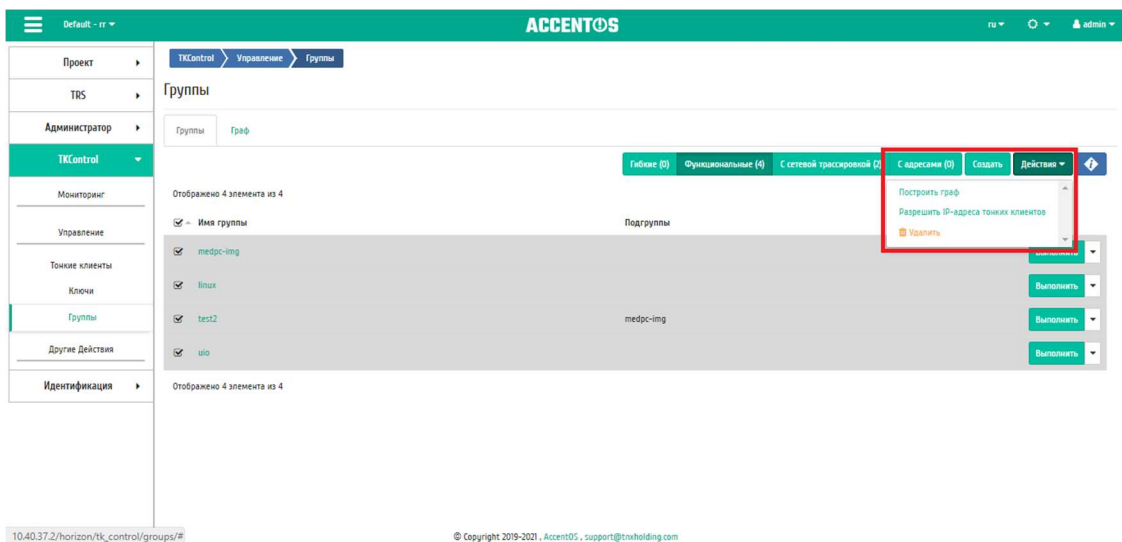 Default - rr
ACCENTOS
ru
admin
Проект
TRS
Администратор
TKControl
Мониторинг
Управление
Тонкие клиенты
Ключи
Группы
Другие Действия
Идентификация
TKControl Управление Группы
Группы
Группы Граф
Гибкие (0) Функциональные (4) С сетевой трассировкой (2) С адресами (0) Создать Действия
Построить граф
Разрешить IP-адреса тонких клиентов
Удалить
Отображено 4 элемента из 4
Имя группы Подгруппы
medpc-img Выполнить
linux Выполнить
test2 medpc-img Выполнить
uio Выполнить
Отображено 4 элемента из 4
10.40.37.2/horizon/tk_control/groups/#
© Copyright 2019-2021 , AccentOS , support@tnxholding.com